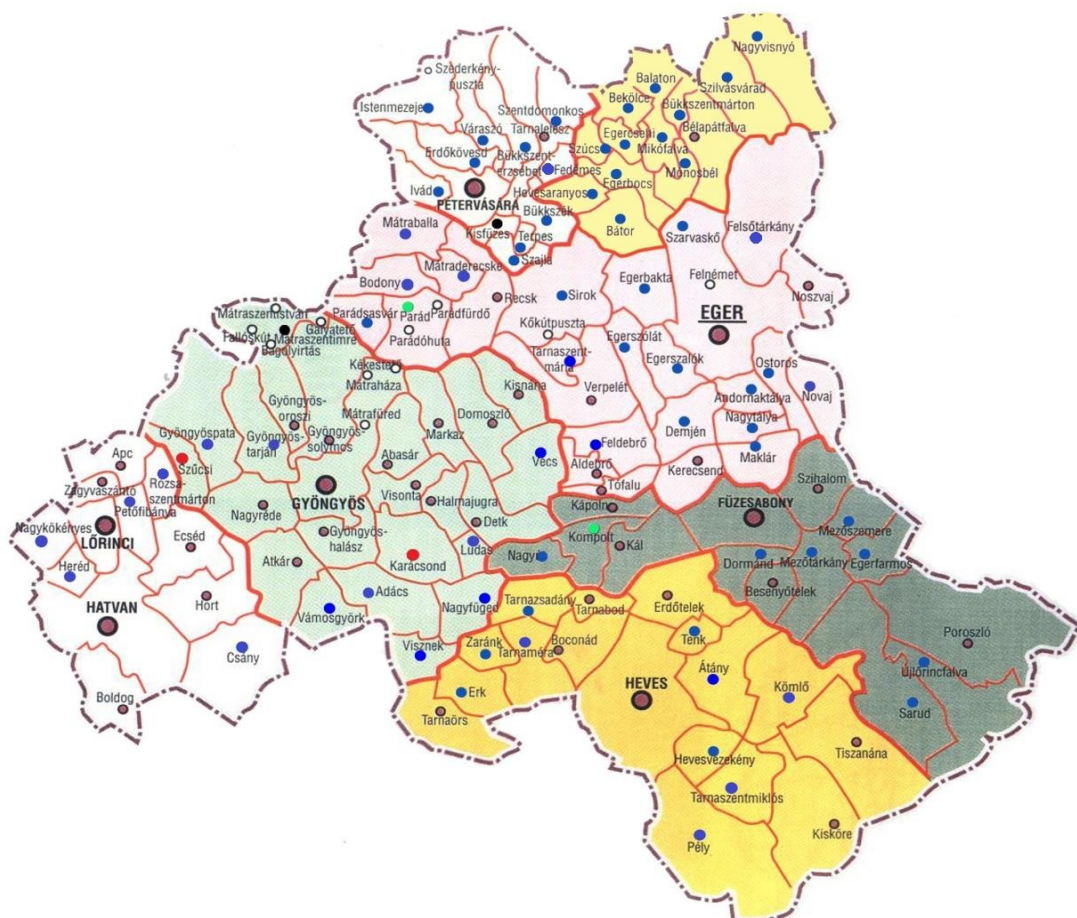 Nagyvisnyó
Szederkény-
puszta
Balaton
Szilvásvárad
Istenmezeje
Bekölce
Szentdomonkos
Bükkszentmárton
Váraszó
Tarnalelesz
Egercsehi
Bélapátfalva
Szúcs
Mikófalva
Erdőkövesd
Bükkszent-
erzsébet
Fedémes
Mónosbél
Egerbocs
Ivád
PÉTERVÁSÁRA
Hevesaranyos
Bükkszék
Mátraballa
Kisfüzes
Bátor
Szarvaskő
Felsőtárkány
Terpes
Szajla
Mátraderecske
Bodony
Egerbakta
Felnémet
Noszvaj
Recsk
Sirok
Mátraszentistván
Parádsasvár
Parád
Parádfürdő
EGER
Galyatető
Fallóskút
Mátraszentimre
Bagolyirtás
Parádóhuta
Kőkútpuszta
Egerszólát
Tarnaszent-
mária
Egerszalók
Ostoros
Kékestető
Mátraháza
Kisnána
Verpelét
Andornaktálya
Novaj
Gyöngyös-
oroszi
Mátrafüred
Domoszló
Nagytálya
Gyöngyöspata
Gyöngyös-
tarján
Gyöngyös-
solymos
Markaz
Feldebrő
Demjén
Maklár
Apc
Szűcsi
Abasár
Vécs
Aldebrő
Kerecsend
Rózsa-
szentmárton
Zagyvaszántó
Petőfibánya
GYÖNGYÖS
Visonta
Halmajugra
Tófalu
Szihalom
Nagyréde
Kápoln
FÜZESABONY
Nagykökényes
LŐRINCI
Gyöngyös-
halász
Detk
Kompolt
Mezőszemere
Ecséd
Ludas
Kál
Heréd
Atkár
Karácsond
Nagyút
Dormánd
Mezőtárkány
Egerfarmos
Besenyőtelek
HATVAN
Hort
Adács
Vámosgyörk
Nagyfüged
Tarnazsadány
Tarnabod
Erdőtelek
Csány
Visznek
Zaránk
Tarnaméra
Boconád
Tenk
Poroszló
Átány
Újlőrincfalva
Boldog
Erk
HEVES
Kömlő
Sarud
Tarnaörs
Tiszanána
Hevesvezekény
Tarnaszentmiklós
Kisköre
Pély